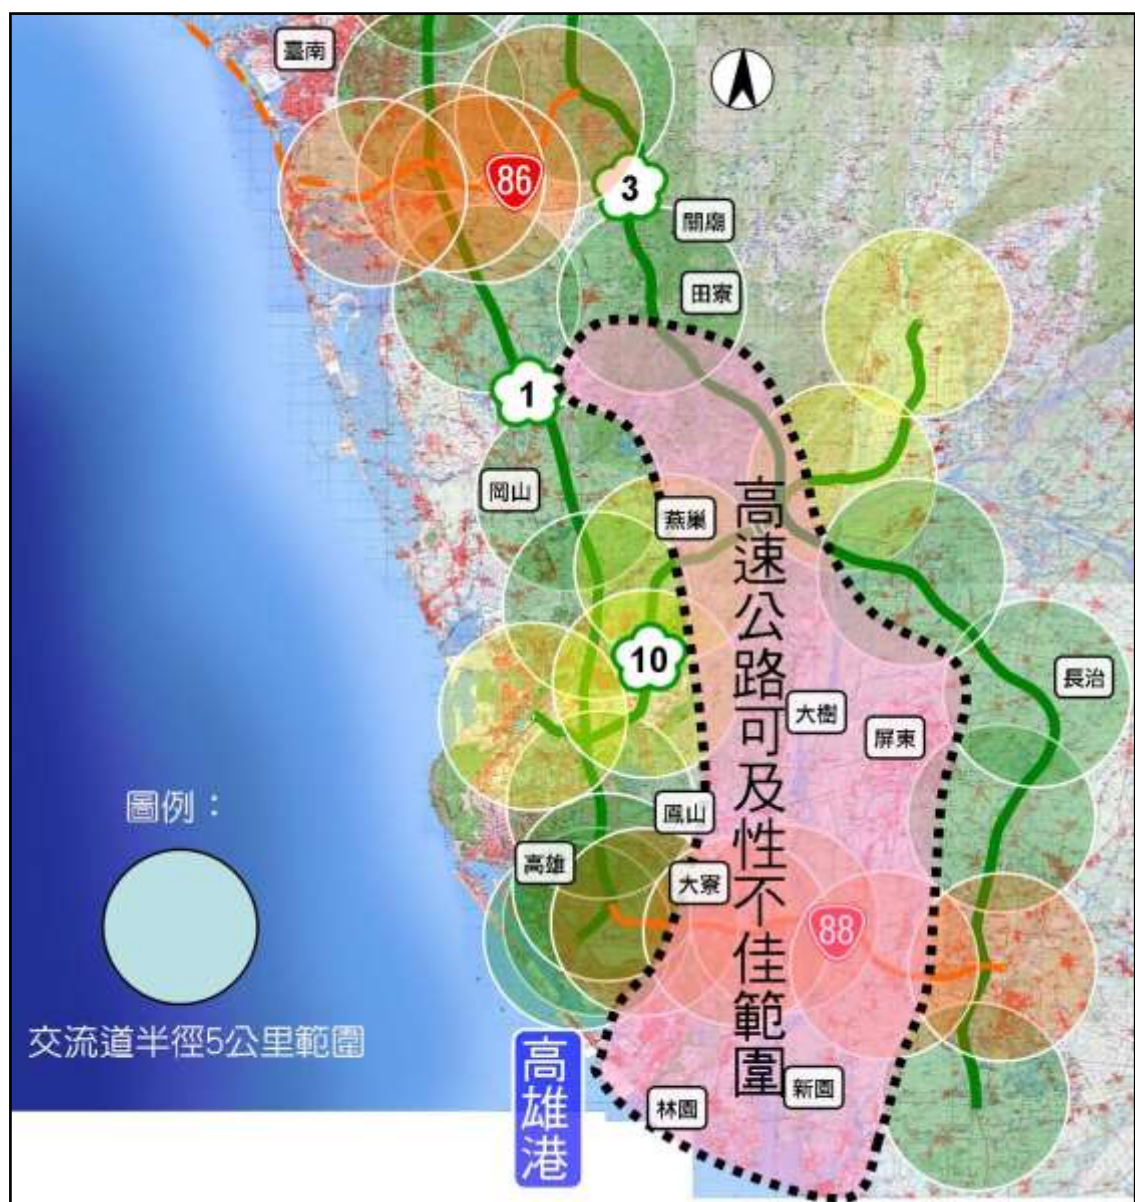 臺南
86
3
關廟
田寮
1
岡山
燕巢
10
高速公路可及性不佳範圍
大樹
屏東
長治
圖例：
鳳山
高雄
大寮
88
交流道半徑5公里範圍
高雄港
新園
林園